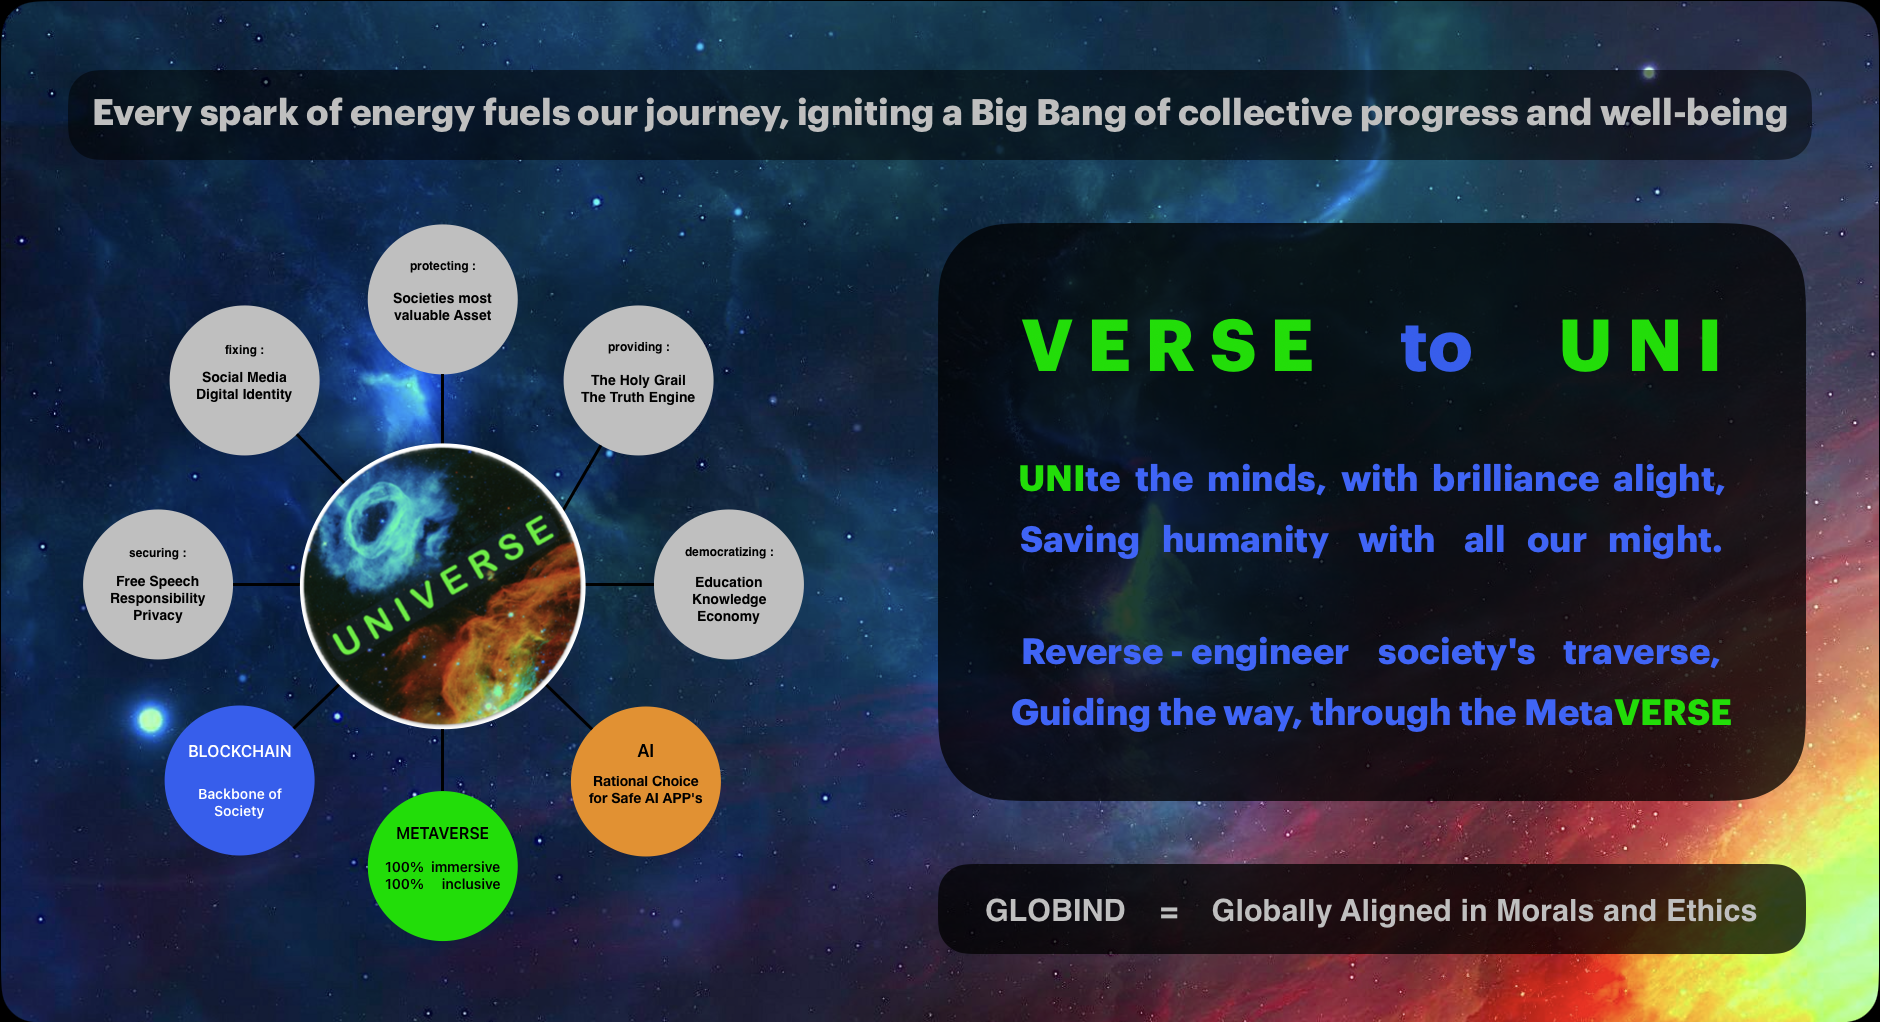 Every spark of energy fuels our journey, igniting a Big Bang of collective progress and well-being
protecting :
Societies most
valuable Asset
fixing :
Social Media
Digital Identity
providing :
The Holy Grail
The Truth Engine
securing :
Free Speech
Responsibility
Privacy
UNIVERSE
democratizing :
Education
Knowledge
Economy
BLOCKCHAIN
Backbone of
Society
METAVERSE
100% immersive
100% inclusive
AI
Rational Choice
for Safe AI APP's
VERSE to UNI
UNIte the minds, with brilliance alight,
Saving humanity with all our might.
Reverse - engineer society's traverse,
Guiding the way, through the MetaVERSE
GLOBIND = Globally Aligned in Morals and Ethics